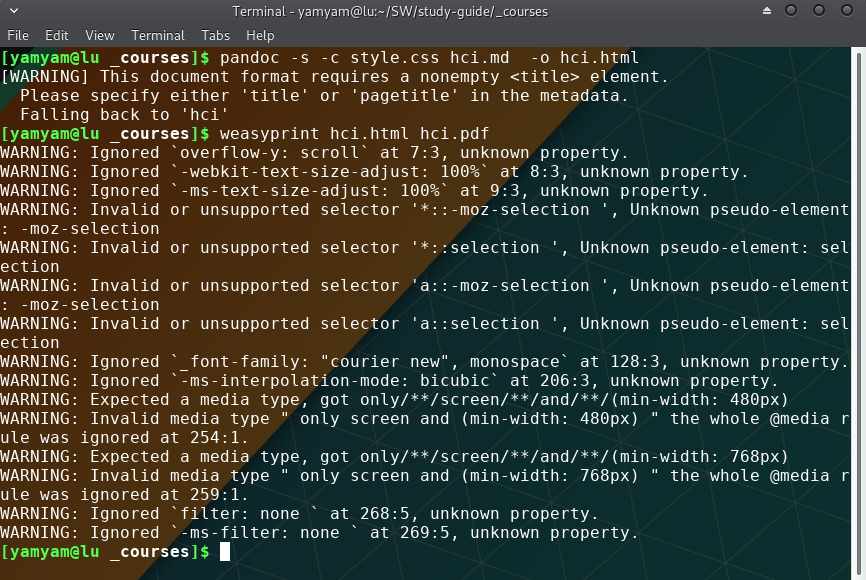 Terminal - yamyam@lu:~/SW/study-guide/_courses
File Edit View Terminal Tabs Help
[yamyam@lu _courses]$ pandoc -s -c style.css hci.md  -o hci.html
[WARNING] This document format requires a nonempty <title> element.
  Please specify either 'title' or 'pagetitle' in the metadata.
  Falling back to 'hci'
[yamyam@lu _courses]$ weasyprint hci.html hci.pdf
WARNING: Ignored `overflow-y: scroll` at 7:3, unknown property.
WARNING: Ignored `-webkit-text-size-adjust: 100%` at 8:3, unknown property.
WARNING: Ignored `-ms-text-size-adjust: 100%` at 9:3, unknown property.
WARNING: Invalid or unsupported selector '*::-moz-selection ', Unknown pseudo-element
: -moz-selection
WARNING: Invalid or unsupported selector '*::selection ', Unknown pseudo-element: sel
ection
WARNING: Invalid or unsupported selector 'a::-moz-selection ', Unknown pseudo-element
: -moz-selection
WARNING: Invalid or unsupported selector 'a::selection ', Unknown pseudo-element: sel
ection
WARNING: Ignored `_font-family: "courier new", monospace` at 128:3, unknown property.
WARNING: Ignored `-ms-interpolation-mode: bicubic` at 206:3, unknown property.
WARNING: Expected a media type, got only/**/screen/**/and/**/(min-width: 480px)
WARNING: Invalid media type " only screen and (min-width: 480px) " the whole @media r
ule was ignored at 254:1.
WARNING: Expected a media type, got only/**/screen/**/and/**/(min-width: 768px)
WARNING: Invalid media type " only screen and (min-width: 768px) " the whole @media r
ule was ignored at 259:1.
WARNING: Ignored `filter: none ` at 268:5, unknown property.
WARNING: Ignored `-ms-filter: none ` at 269:5, unknown property.
[yamyam@lu _courses]$